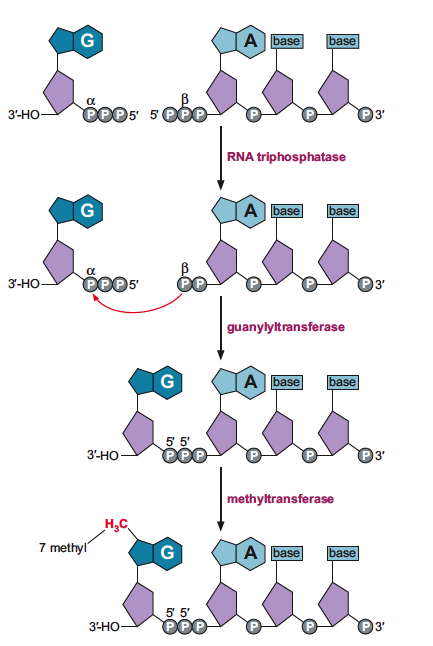 G A base base
α β
3′-HO P P P 5′ 5′ P P P P P P 3′
RNA triphosphatase
G A base base
α β
3′-HO P P P 5′ P P P P P 3′
guanylyltransferase
G A base base
5′ 5′
3′-HO P P P P P P 3′
methyltransferase
H₃C
7 methyl G A base base
5′ 5′
3′-HO P P P P P P 3′